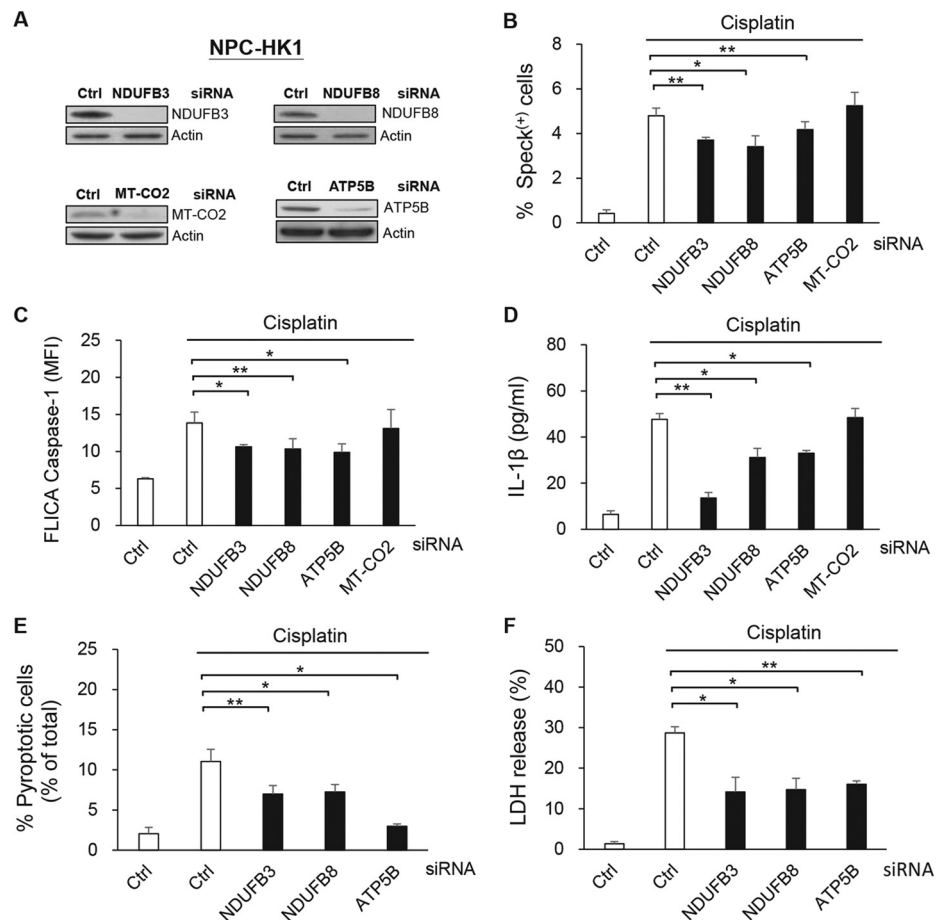 A
NPC-HK1
Ctrl NDUFB3 siRNA
NDUFB3
Actin
Ctrl NDUFB8 siRNA
NDUFB8
Actin
Ctrl MT-CO2 siRNA
MT-CO2
Actin
Ctrl ATP5B siRNA
ATP5B
Actin
B
Cisplatin
**
*
**
% Speck(+) cells
8
6
4
2
0
Ctrl Ctrl NDUFB3 NDUFB8 ATP5B MT-CO2 siRNA
C
Cisplatin
*
**
*
FLICA Caspase-1 (MFI)
25
20
15
10
5
0
Ctrl Ctrl NDUFB3 NDUFB8 ATP5B MT-CO2 siRNA
D
Cisplatin
*
*
**
IL-1β (pg/ml)
80
60
40
20
0
Ctrl Ctrl NDUFB3 NDUFB8 ATP5B MT-CO2 siRNA
E
Cisplatin
*
*
**
% Pyroptotic cells
(% of total)
25
20
15
10
5
0
Ctrl Ctrl NDUFB3 NDUFB8 ATP5B siRNA
F
Cisplatin
**
*
*
LDH release (%)
50
40
30
20
10
0
Ctrl Ctrl NDUFB3 NDUFB8 ATP5B siRNA